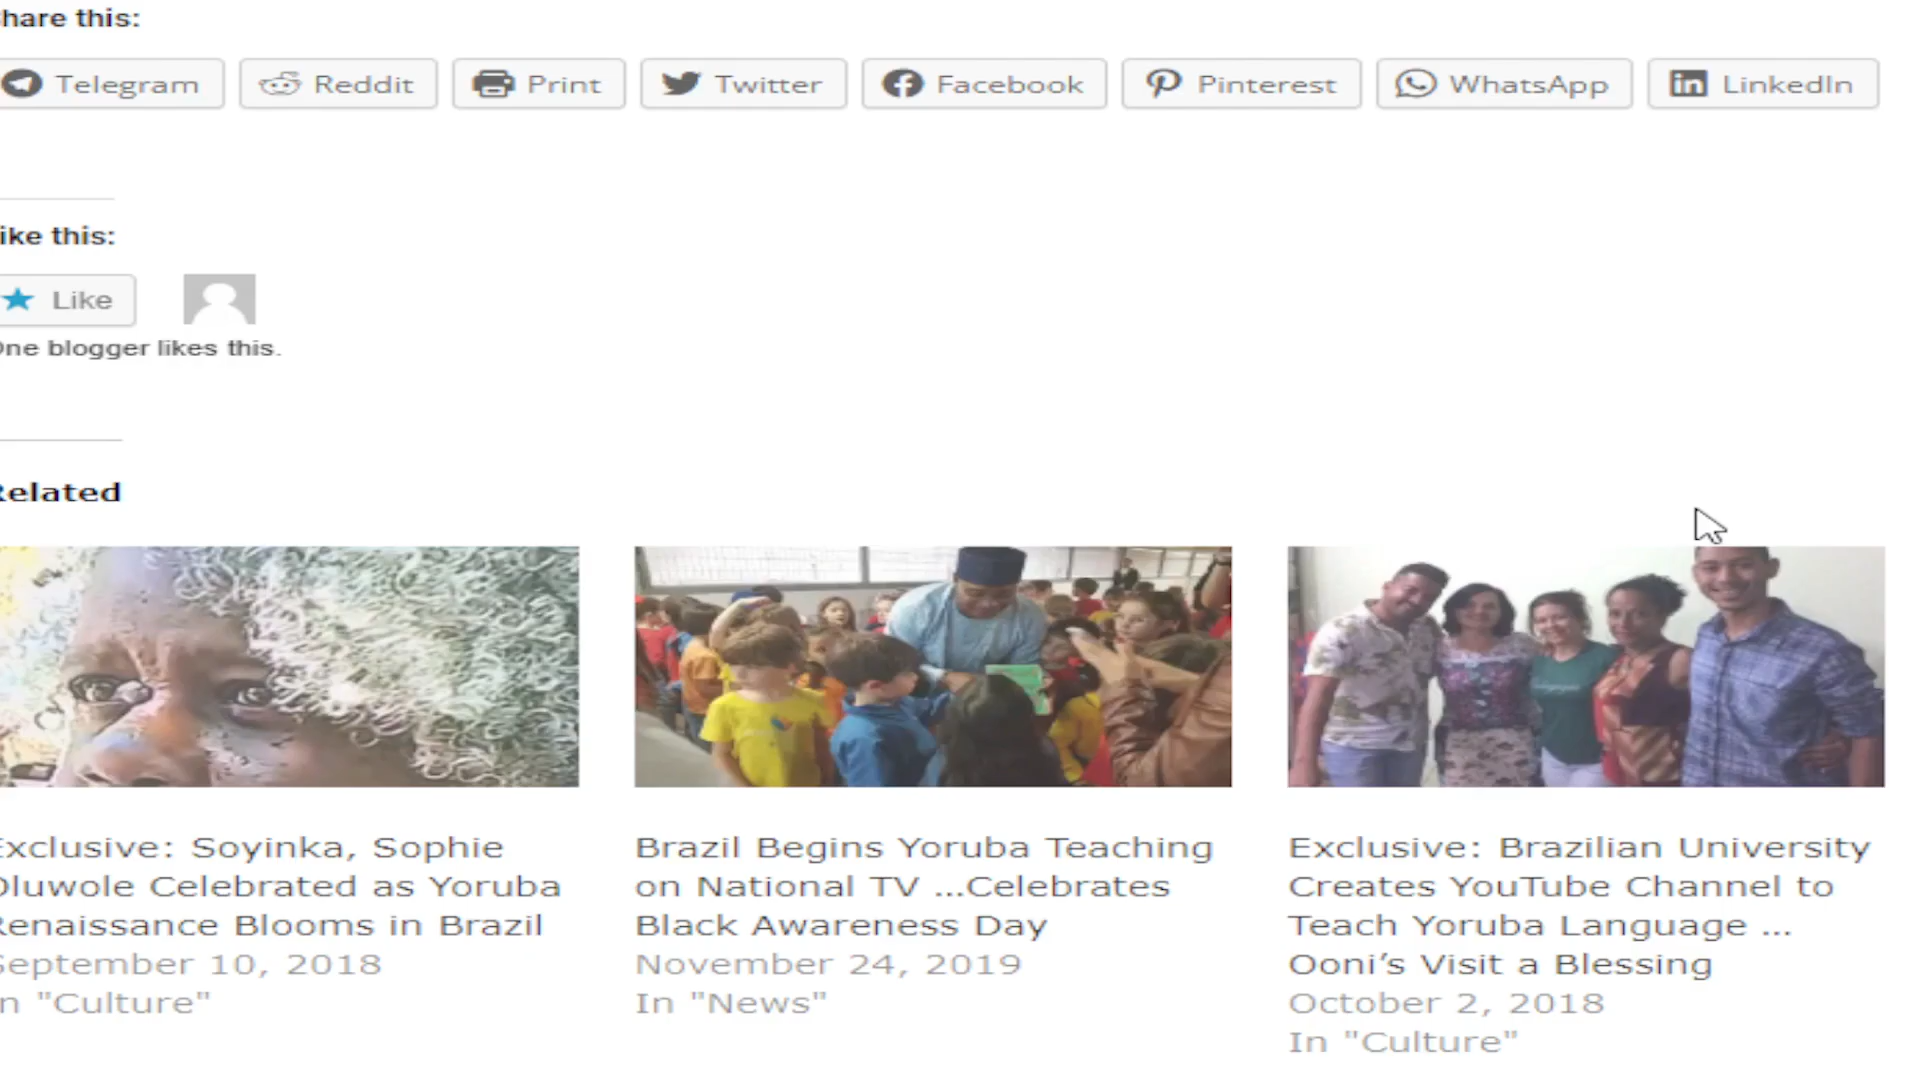 hare this:
Telegram Reddit Print Twitter Facebook Pinterest WhatsApp LinkedIn
ike this:
Like
One blogger likes this.
Related
Exclusive: Soyinka, Sophie
Oluwole Celebrated as Yoruba
Renaissance Blooms in Brazil
September 10, 2018
In "Culture"
Brazil Begins Yoruba Teaching
on National TV ...Celebrates
Black Awareness Day
November 24, 2019
In "News"
Exclusive: Brazilian University
Creates YouTube Channel to
Teach Yoruba Language ...
Ooni’s Visit a Blessing
October 2, 2018
In "Culture"